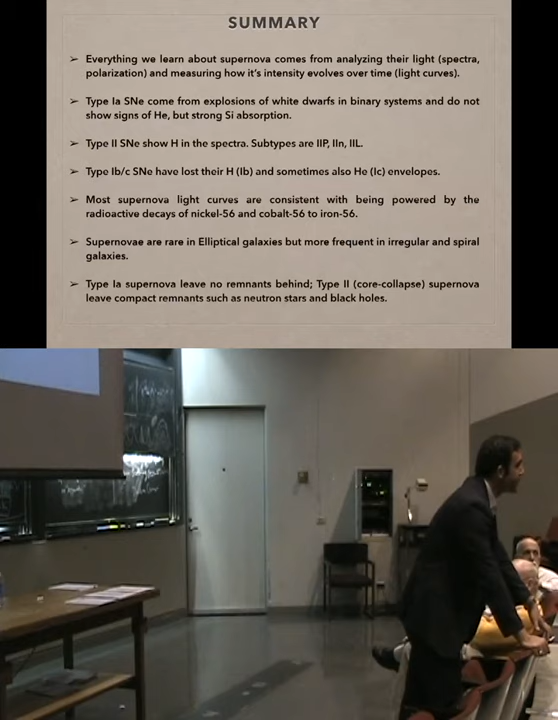 SUMMARY
➢ Everything we learn about supernova comes from analyzing their light (spectra,
polarization) and measuring how it's intensity evolves over time (light curves).
➢ Type Ia SNe come from explosions of white dwarfs in binary systems and do not
show signs of He, but strong Si absorption.
➢ Type II SNe show H in the spectra. Subtypes are IIP, IIn, IIL.
➢ Type Ib/c SNe have lost their H (Ib) and sometimes also He (Ic) envelopes.
➢ Most supernova light curves are consistent with being powered by the
radioactive decays of nickel-56 and cobalt-56 to iron-56.
➢ Supernovae are rare in Elliptical galaxies but more frequent in irregular and spiral
galaxies.
➢ Type Ia supernova leave no remnants behind; Type II (core-collapse) supernova
leave compact remnants such as neutron stars and black holes.